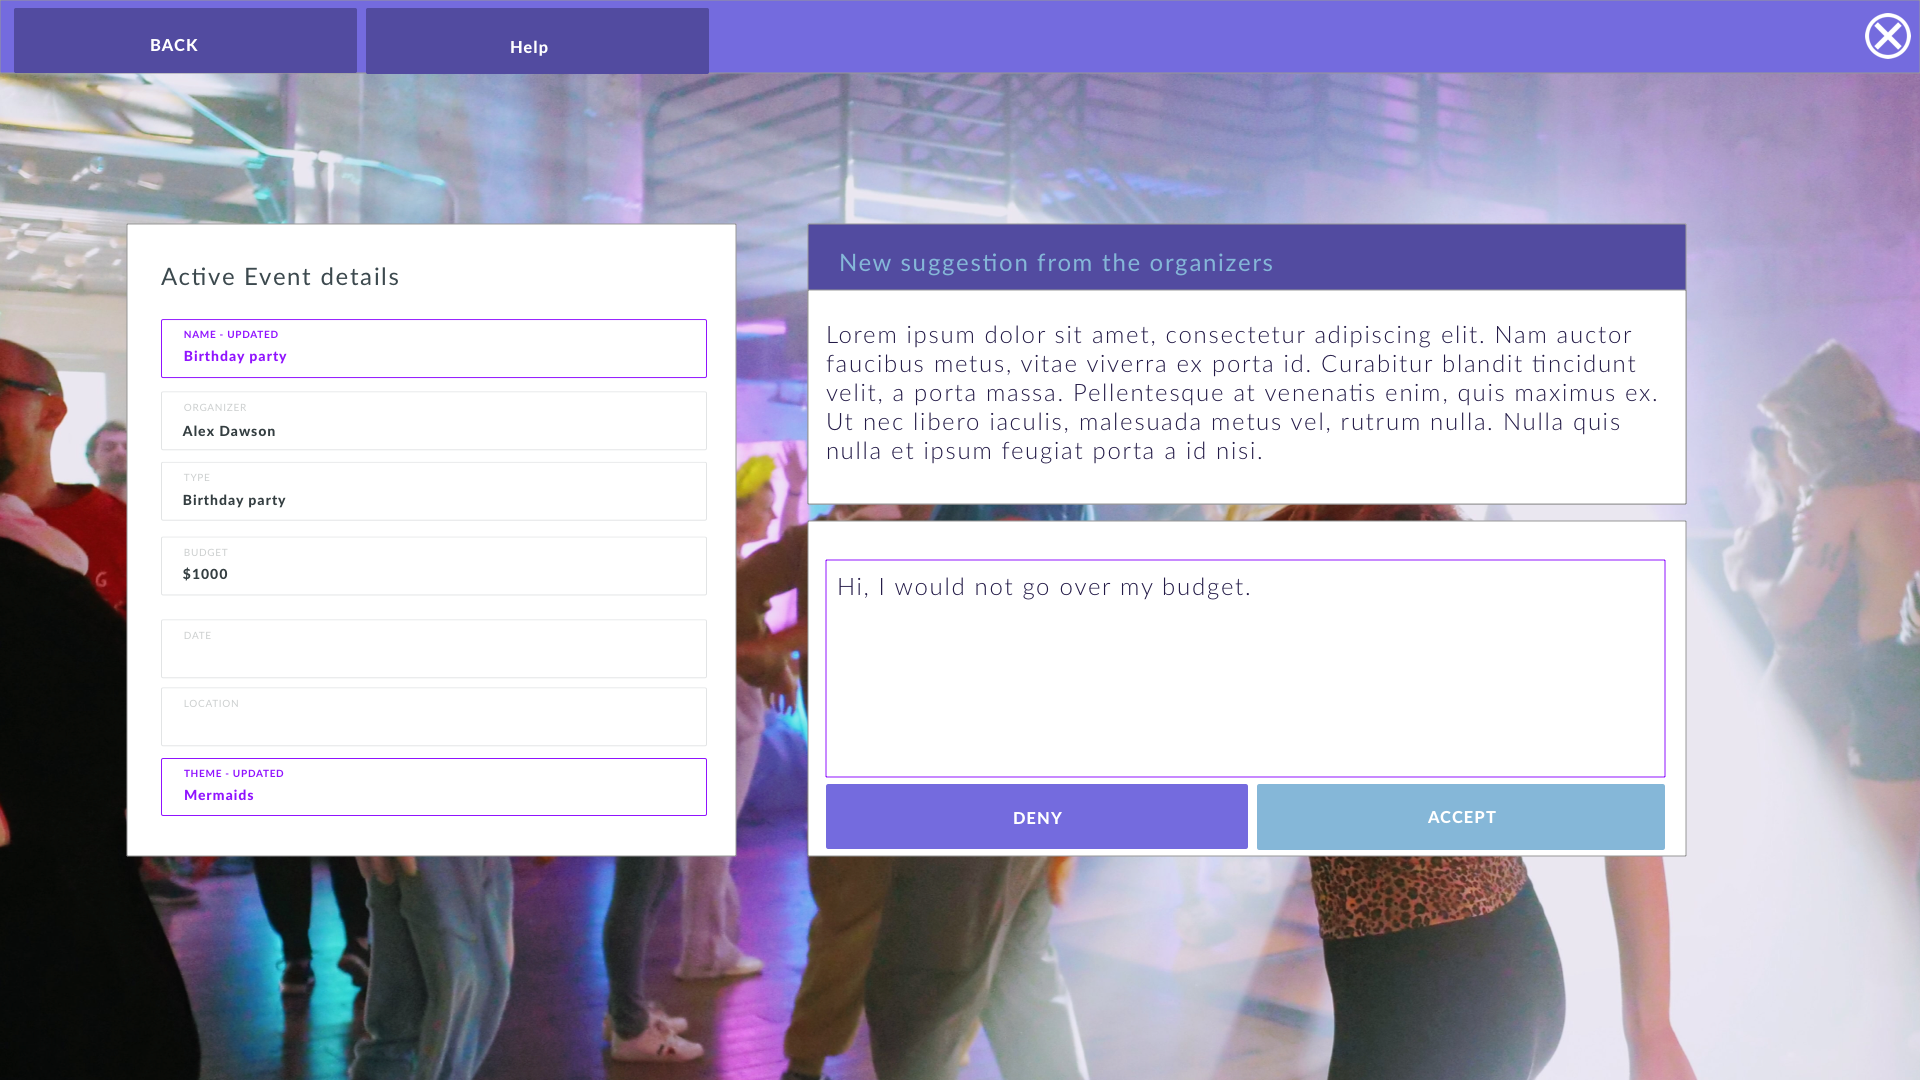 BACK
Help
Active Event details
NAME - UPDATED
Birthday party
ORGANIZER
Alex Dawson
TYPE
Birthday party
BUDGET
$1000
DATE
LOCATION
THEME - UPDATED
Mermaids
New suggestion from the organizers
Lorem ipsum dolor sit amet, consectetur adipiscing elit. Nam auctor
faucibus metus, vitae viverra ex porta id. Curabitur blandit tincidunt
velit, a porta massa. Pellentesque at venenatis enim, quis maximus ex.
Ut nec libero iaculis, malesuada metus vel, rutrum nulla. Nulla quis
nulla et ipsum feugiat porta a id nisi.
Hi, I would not go over my budget.
DENY
ACCEPT